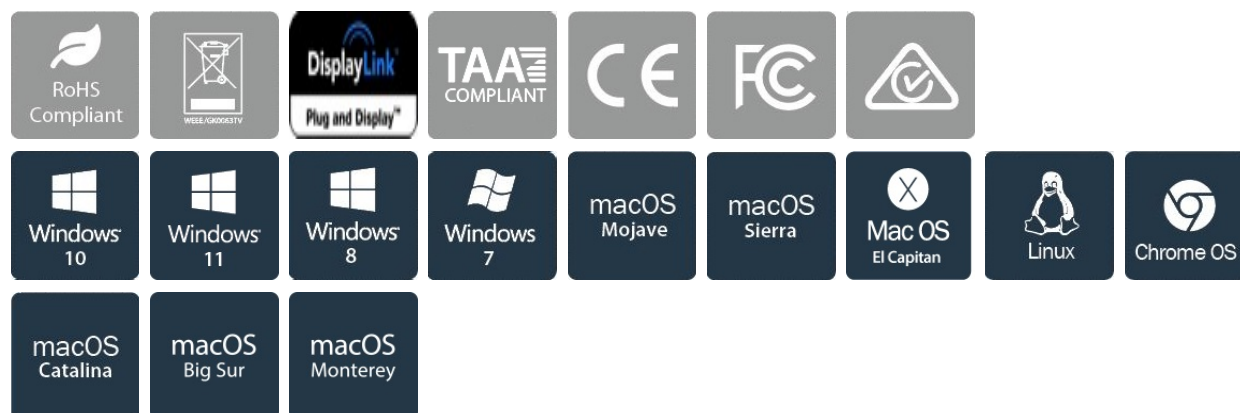 RoHS
Compliant
WEEE/GK0063TV
DisplayLink
Plug and Display™
TAA
COMPLIANT
CE
FC
Windows
10
Windows
11
Windows
8
Windows
7
macOS
Mojave
macOS
Sierra
X
Mac OS
El Capitan
Linux
Chrome OS
macOS
Catalina
macOS
Big Sur
macOS
Monterey